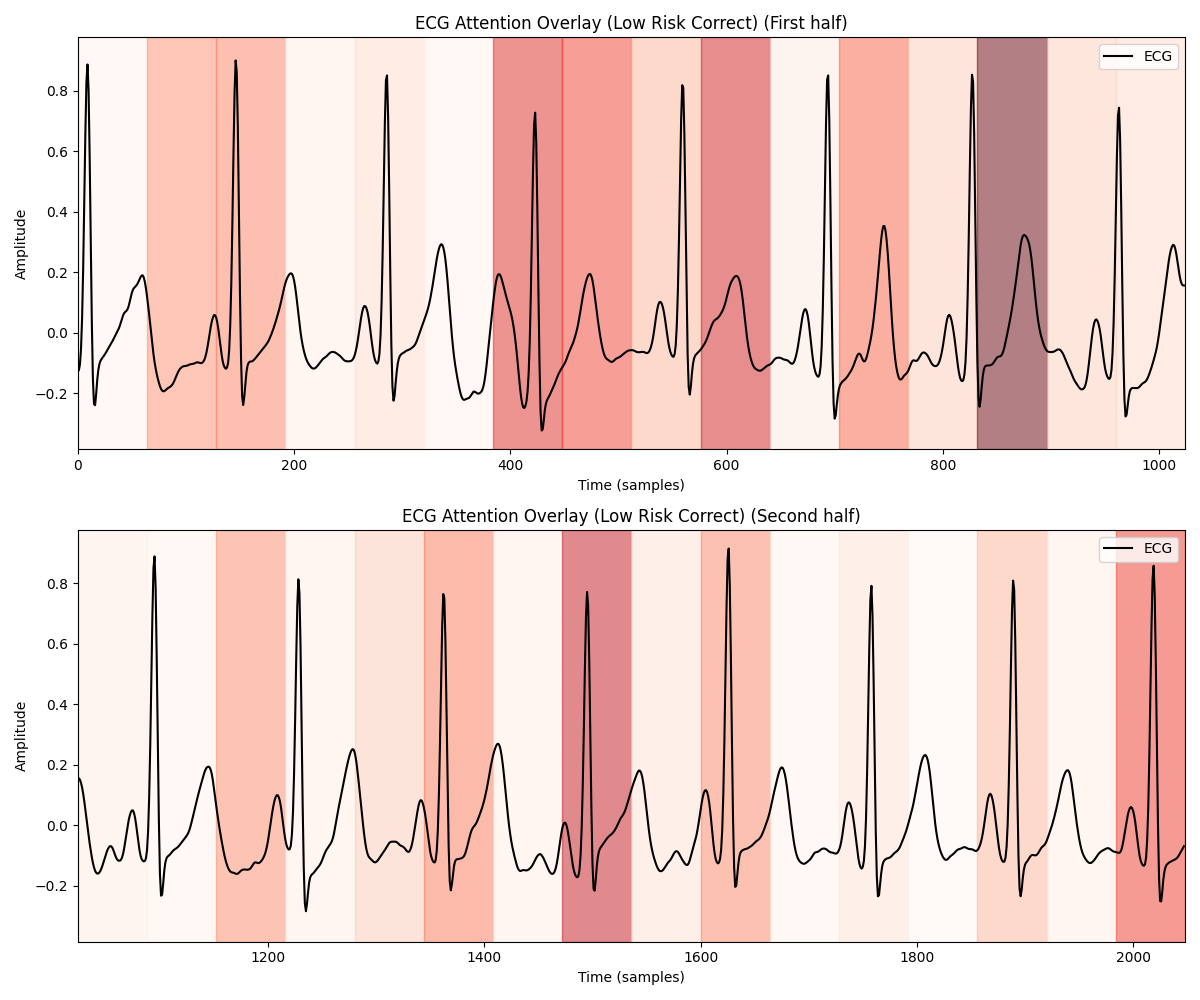 ECG Attention Overlay (Low Risk Correct) (First half)
ECG
Amplitude
0.8
0.6
0.4
0.2
0.0
−0.2
0 200 400 600 800 1000
Time (samples)
ECG Attention Overlay (Low Risk Correct) (Second half)
ECG
Amplitude
0.8
0.6
0.4
0.2
0.0
−0.2
1200 1400 1600 1800 2000
Time (samples)